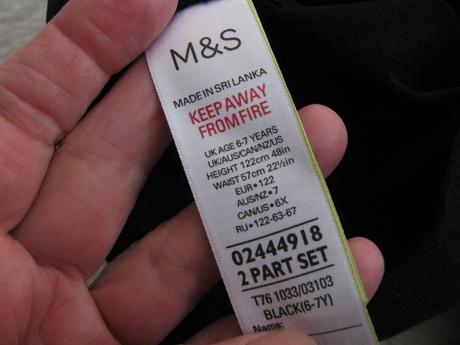 M&S
MADE IN SRI LANKA
KEEP AWAY
FROM FIRE
UK AGE 6-7 YEARS
UK/AUS/CAN/NZ/US
HEIGHT 122cm 48in
WAIST 57cm 22½in
EUR•122
AUS/NZ•7
CAN/US•6X
RU•122-63-67
02444918
2 PART SET
T76 1033/03103
BLACK(6-7Y)
Name: